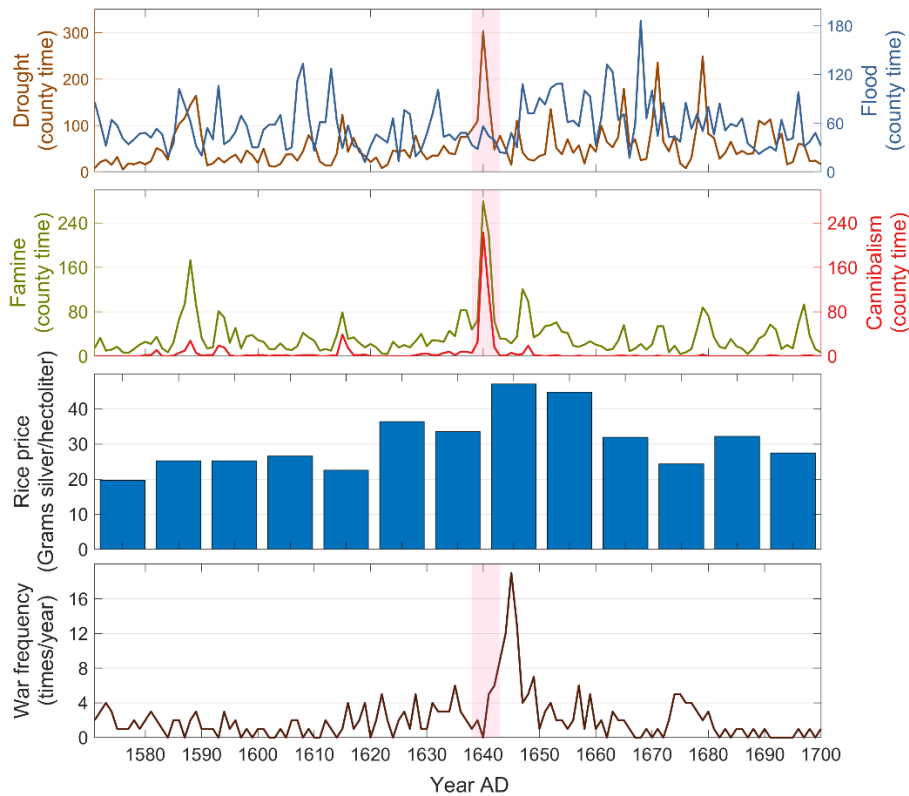 Drought
(county time)
300
200
100
0
180
120
60
0
Flood
(county time)
Famine
(county time)
240
160
80
0
240
160
80
0
Cannibalism
(county time)
Rice price
(Grams silver/hectoliter)
40
30
20
10
0
War frequency
(times/year)
16
12
8
4
0
1580 1590 1600 1610 1620 1630 1640 1650 1660 1670 1680 1690 1700
Year AD